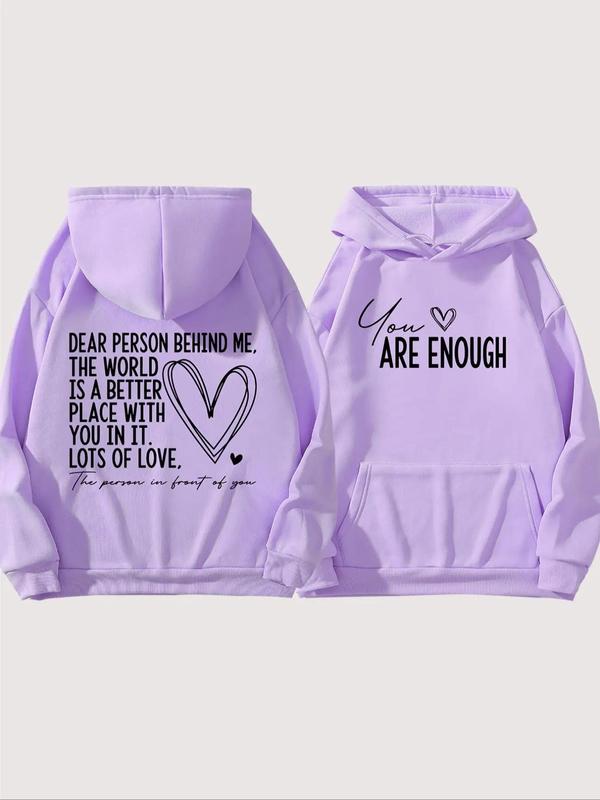 DEAR PERSON BEHIND ME,
THE WORLD
IS A BETTER
PLACE WITH
YOU IN IT.
LOTS OF LOVE,
The person in front of you
You
ARE ENOUGH